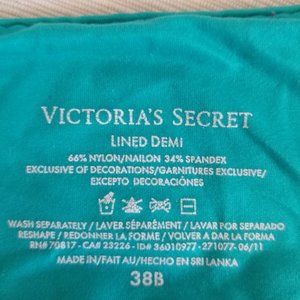 VICTORIA'S SECRET
LINED DEMI
66% NYLON/NAILON 34% SPANDEX
EXCLUSIVE OF DECORATIONS/GARNITURES EXCLUSIVE/
EXCEPTO DECORACIÓNES
WASH SEPARATELY / LAVER SÉPARÉMENT / LAVAR POR SEPARADO
RESHAPE / REDONNER LA FORME / VOLVER A DAR LA FORMA
RN# 70817 - CA# 23226 - ID# 36010977 - 271077- 06/11
MADE IN/FAIT AU/HECHO EN SRI LANKA
38B